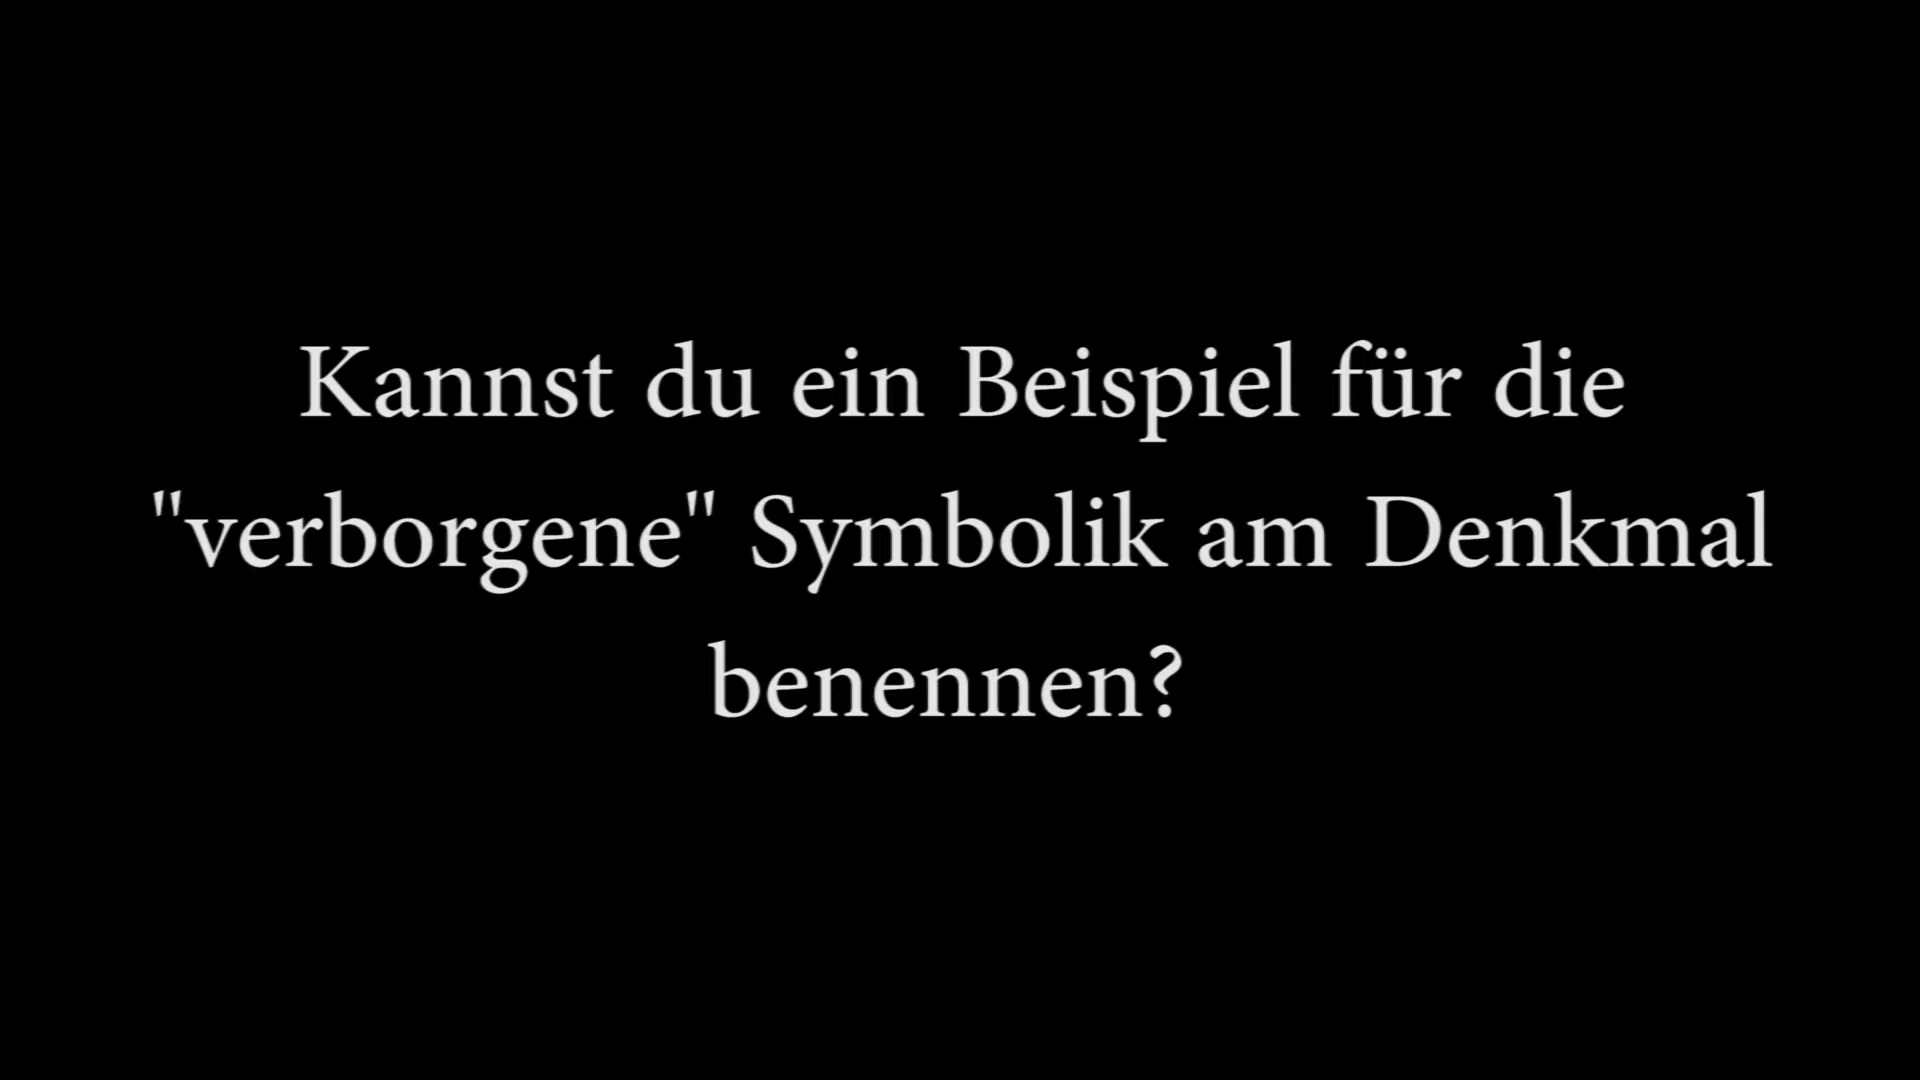 Kannst du ein Beispiel für die
"verborgene" Symbolik am Denkmal
benennen?